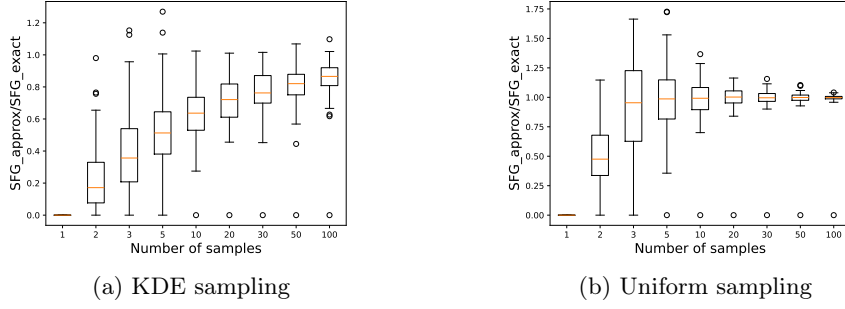 SFG_approx/SFG_exact
1.2
1.0
0.8
0.6
0.4
0.2
0.0
1 2 3 5 10 20 30 50 100
Number of samples
(a) KDE sampling
SFG_approx/SFG_exact
1.75
1.50
1.25
1.00
0.75
0.50
0.25
0.00
1 2 3 5 10 20 30 50 100
Number of samples
(b) Uniform sampling